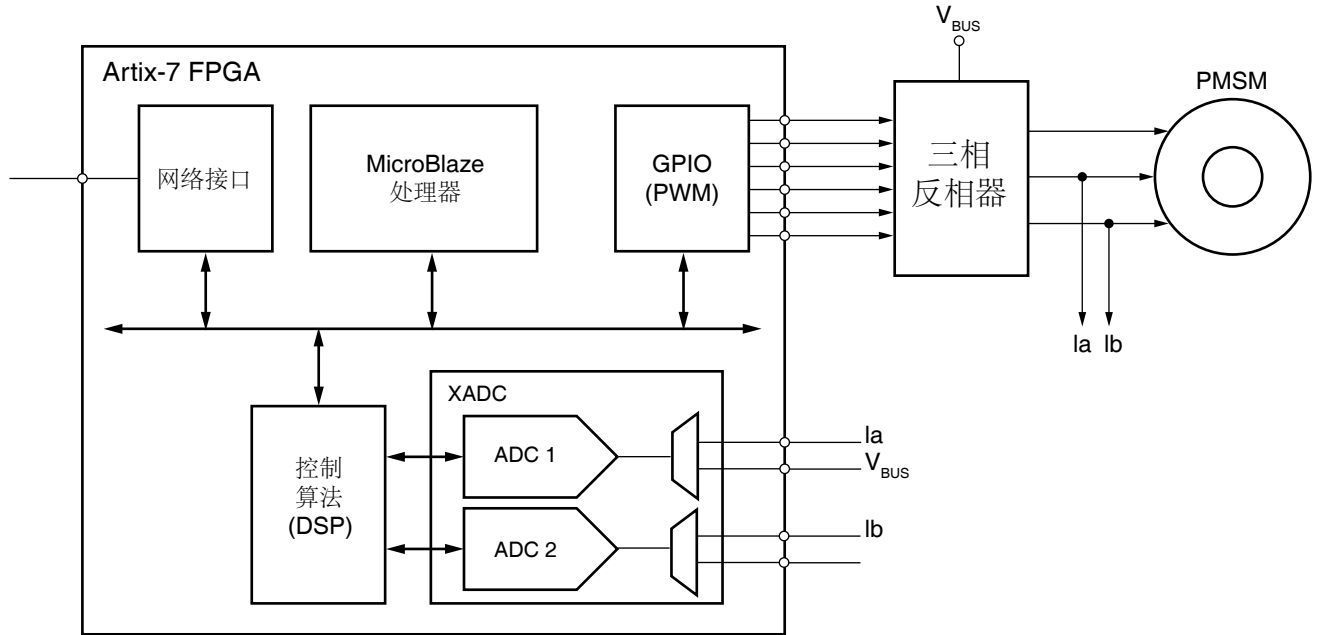 V_BUS
Artix-7 FPGA
PMSM
网络接口
MicroBlaze
处理器
GPIO
(PWM)
三相
反相器
Ia Ib
XADC
ADC 1
Ia
V_BUS
控制
算法
(DSP)
ADC 2
Ib